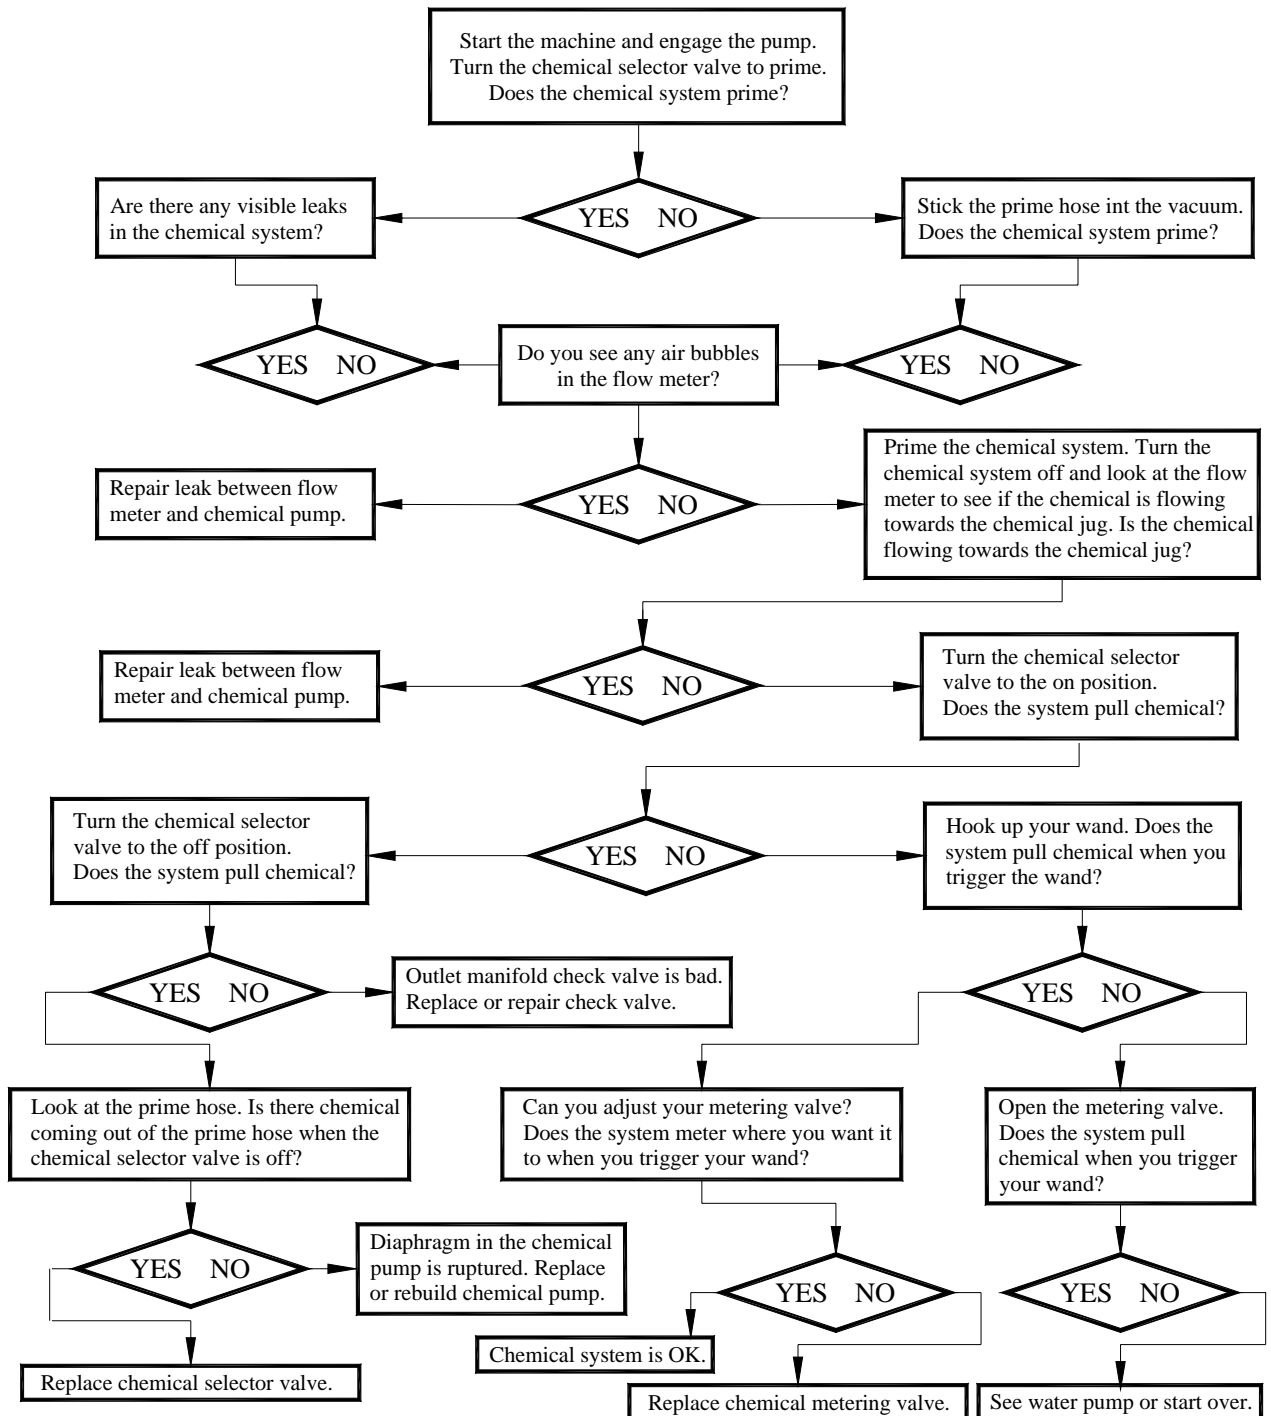 Start the machine and engage the pump.
Turn the chemical selector valve to prime.
Does the chemical system prime?
Are there any visible leaks
in the chemical system?
YES NO
Stick the prime hose int the vacuum.
Does the chemical system prime?
YES NO
Do you see any air bubbles
in the flow meter?
YES NO
Repair leak between flow
meter and chemical pump.
YES NO
Prime the chemical system. Turn the
chemical system off and look at the flow
meter to see if the chemical is flowing
towards the chemical jug. Is the chemical
flowing towards the chemical jug?
Repair leak between flow
meter and chemical pump.
YES NO
Turn the chemical selector
valve to the on position.
Does the system pull chemical?
Turn the chemical selector
valve to the off position.
Does the system pull chemical?
YES NO
Hook up your wand. Does the
system pull chemical when you
trigger the wand?
YES NO
Outlet manifold check valve is bad.
Replace or repair check valve.
YES NO
Look at the prime hose. Is there chemical
coming out of the prime hose when the
chemical selector valve is off?
Can you adjust your metering valve?
Does the system meter where you want it
to when you trigger your wand?
Open the metering valve.
Does the system pull
chemical when you trigger
your wand?
YES NO
Diaphragm in the chemical
pump is ruptured. Replace
or rebuild chemical pump.
YES NO
YES NO
Chemical system is OK.
Replace chemical selector valve.
Replace chemical metering valve.
See water pump or start over.